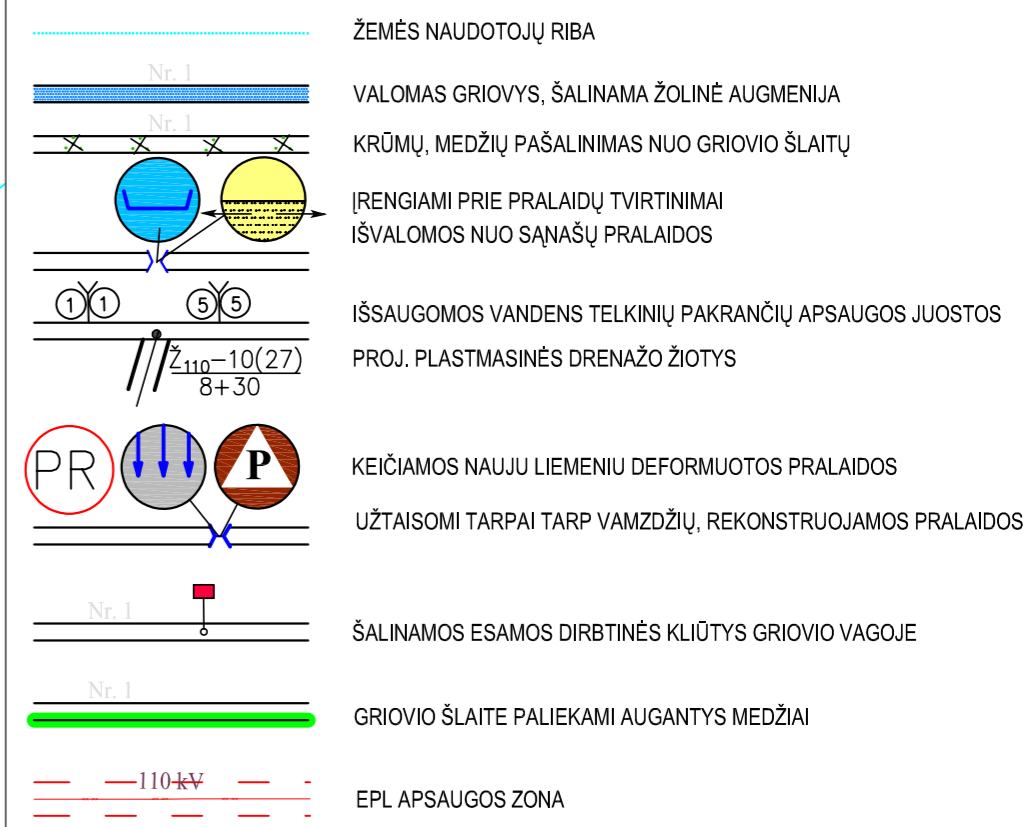 ŽEMĖS NAUDOTOJŲ RIBA
Nr. 1
VALOMAS GRIOVYS, ŠALINAMA ŽOLINĖ AUGMENIJA
Nr. 1
KRŪMŲ, MEDŽIŲ PAŠALINIMAS NUO GRIOVIO ŠLAITŲ
ĮRENGIAMI PRIE PRALAIDŲ TVIRTINIMAI
IŠVALOMOS NUO SĄNAŠŲ PRALAIDOS
1 1 5 5
IŠSAUGOMOS VANDENS TELKINIŲ PAKRANČIŲ APSAUGOS JUOSTOS
Ž110-10(27)
8+30
PROJ. PLASTMASINĖS DRENAŽO ŽIOTYS
PR P
KEIČIAMOS NAUJU LIEMENIU DEFORMUOTOS PRALAIDOS
UŽTAISOMI TARPAI TARP VAMZDŽIŲ, REKONSTRUOJAMOS PRALAIDOS
Nr. 1
ŠALINAMOS ESAMOS DIRBTINĖS KLIŪTYS GRIOVIO VAGOJE
Nr. 1
GRIOVIO ŠLAITE PALIEKAMI AUGANTYS MEDŽIAI
110 kV
EPL APSAUGOS ZONA